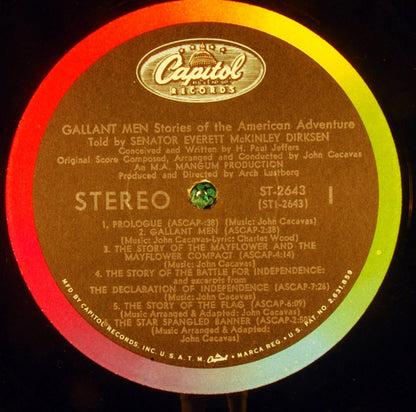 Capitol
RECORDS
GALLANT MEN Stories of the American Adventure
Told by SENATOR EVERETT McKINLEY DIRKSEN
Conceived and Written by H. Paul Jeffers
Original Score Composed, Arranged and Conducted by John Cacavas
An M.A. MANGUM PRODUCTION
Produced and Directed by Arch Lustberg
STEREO
ST-2643
(ST1-2643)
1
1. PROLOGUE (ASCAP-:38) (Music: John Cacavas)
2. GALLANT MEN (ASCAP-2:38)
(Music: John Cacavas-Lyric: Charles Wood)
3. THE STORY OF THE MAYFLOWER AND THE
MAYFLOWER COMPACT (ASCAP-4:14)
(Music: John Cacavas)
4. THE STORY OF THE BATTLE FOR INDEPENDENCE: and
excerpts from
THE DECLARATION OF INDEPENDENCE (ASCAP-7:26)
(Music: John Cacavas)
5. THE STORY OF THE FLAG (ASCAP-6:09)
(Music Arranged & Adapted: John Cacavas)
6. THE STAR SPANGLED BANNER (ASCAP-2:50)
(Music: Arranged & Adapted:
John Cacavas)
MFD. BY CAPITOL RECORDS, INC. U.S.A. T.M. Capitol MARCA REG. • U.S. PAT. NO. 2,631,859